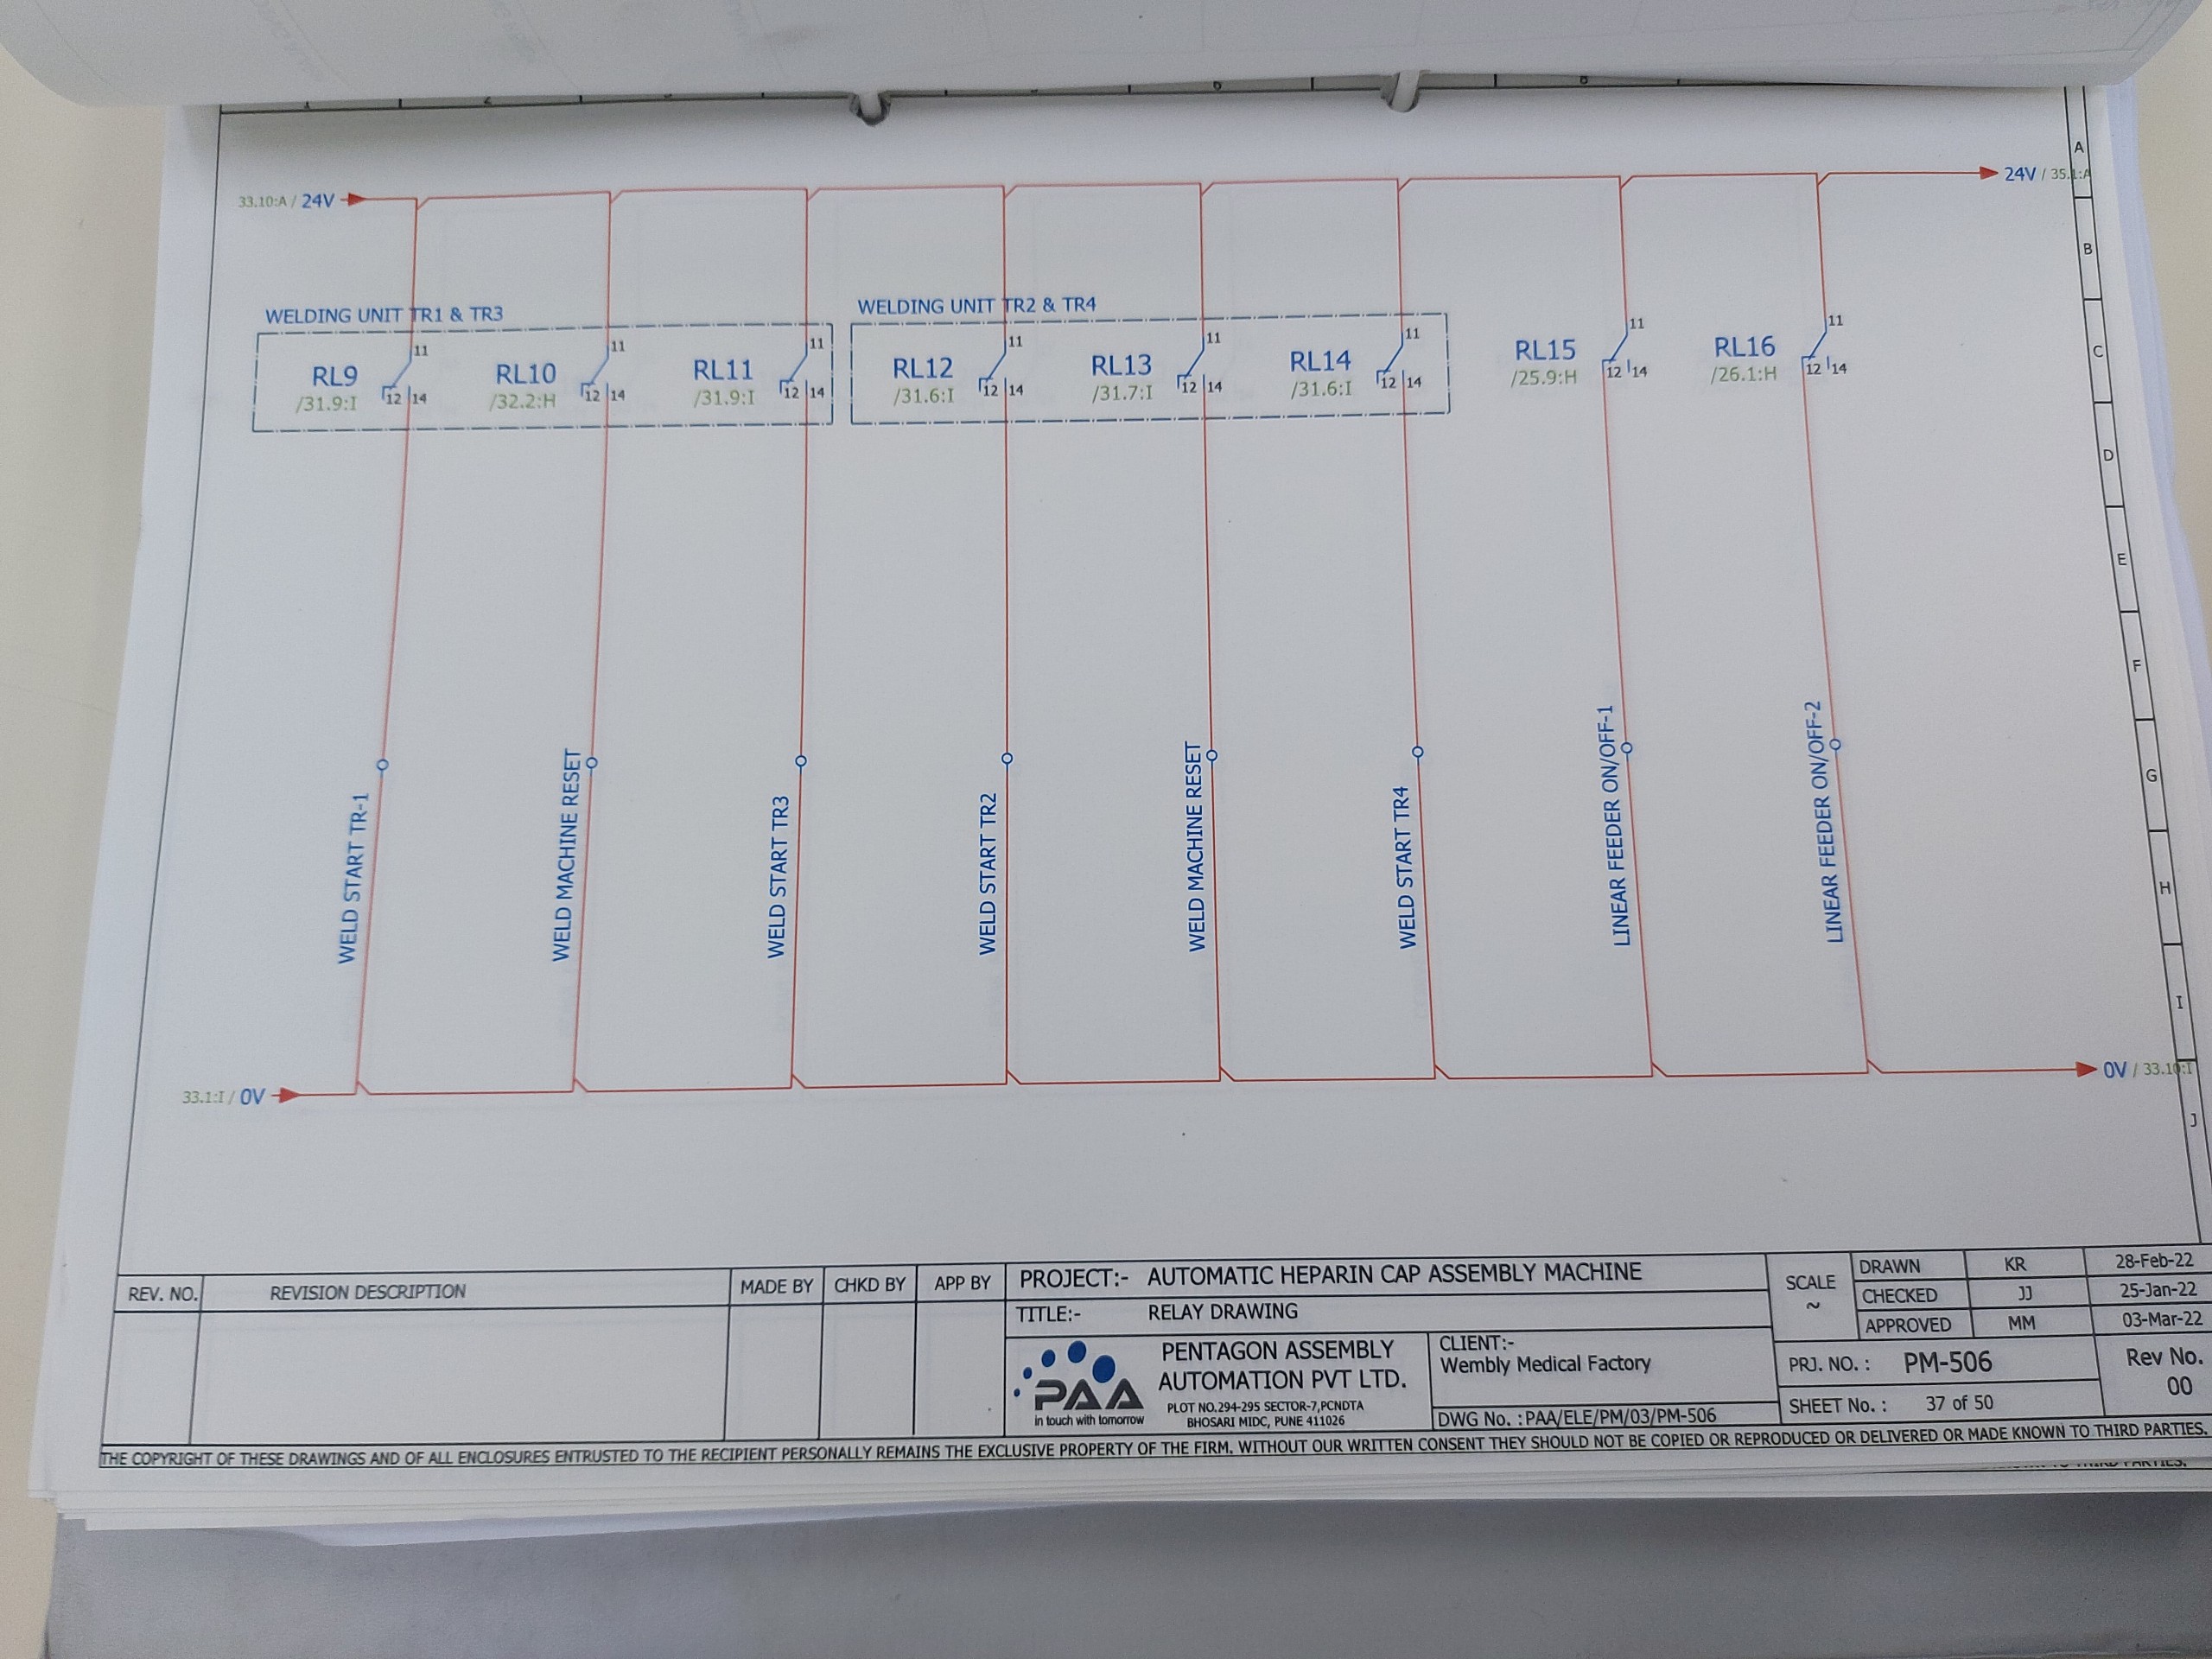 1 2 6 8
33.10:A / 24V
24V / 35.1:A
WELDING UNIT TR1 & TR3
WELDING UNIT TR2 & TR4
RL9
/31.9:I
11
12 14
RL10
/32.2:H
11
12 14
RL11
/31.9:I
11
12 14
RL12
/31.6:I
11
12 14
RL13
/31.7:I
11
12 14
RL14
/31.6:I
11
12 14
RL15
/25.9:H
11
12 14
RL16
/26.1:H
11
12 14
WELD START TR-1
WELD MACHINE RESET
WELD START TR3
WELD START TR2
WELD MACHINE RESET
WELD START TR4
LINEAR FEEDER ON/OFF-1
LINEAR FEEDER ON/OFF-2
33.1:I / 0V
0V / 33.10:I
A
B
C
D
E
F
G
H
I
J
REV. NO. REVISION DESCRIPTION MADE BY CHKD BY APP BY
PROJECT:- AUTOMATIC HEPARIN CAP ASSEMBLY MACHINE
TITLE:- RELAY DRAWING
PAA
in touch with tomorrow
PENTAGON ASSEMBLY
AUTOMATION PVT LTD.
PLOT NO.294-295 SECTOR-7,PCNDTA
BHOSARI MIDC, PUNE 411026
CLIENT:-
Wembly Medical Factory
DWG No. :PAA/ELE/PM/03/PM-506
SCALE
~
DRAWN KR 28-Feb-22
CHECKED JJ 25-Jan-22
APPROVED MM 03-Mar-22
PRJ. NO. : PM-506
SHEET No. : 37 of 50
Rev No.
00
THE COPYRIGHT OF THESE DRAWINGS AND OF ALL ENCLOSURES ENTRUSTED TO THE RECIPIENT PERSONALLY REMAINS THE EXCLUSIVE PROPERTY OF THE FIRM. WITHOUT OUR WRITTEN CONSENT THEY SHOULD NOT BE COPIED OR REPRODUCED OR DELIVERED OR MADE KNOWN TO THIRD PARTIES.